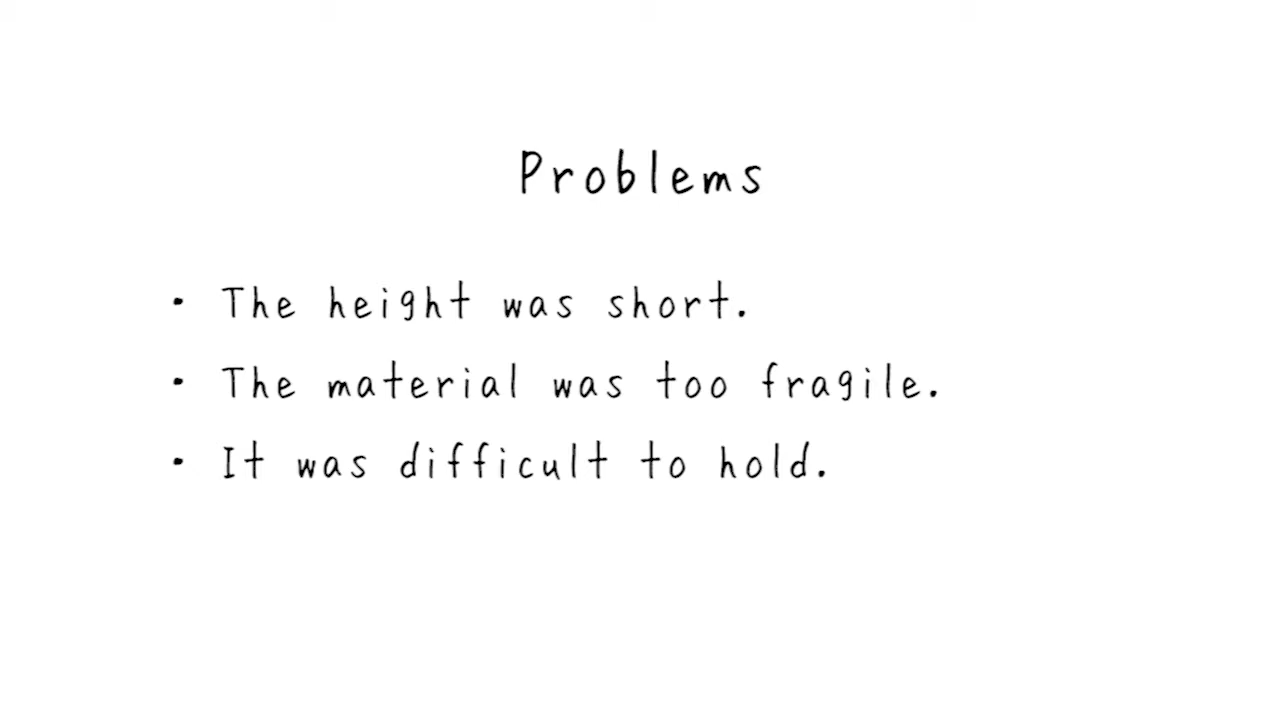 Problems
• The height was short.
• The material was too fragile.
• It was difficult to hold.